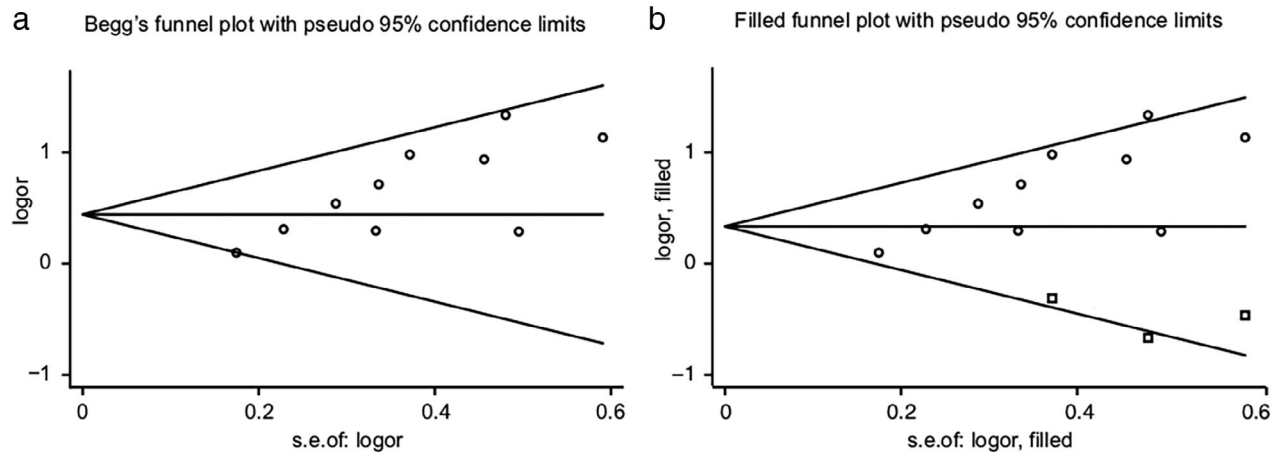 a
Begg's funnel plot with pseudo 95% confidence limits
logor
1
0
−1
0 0.2 0.4 0.6
s.e.of: logor
b
Filled funnel plot with pseudo 95% confidence limits
logor, filled
1
0
−1
0 0.2 0.4 0.6
s.e.of: logor, filled